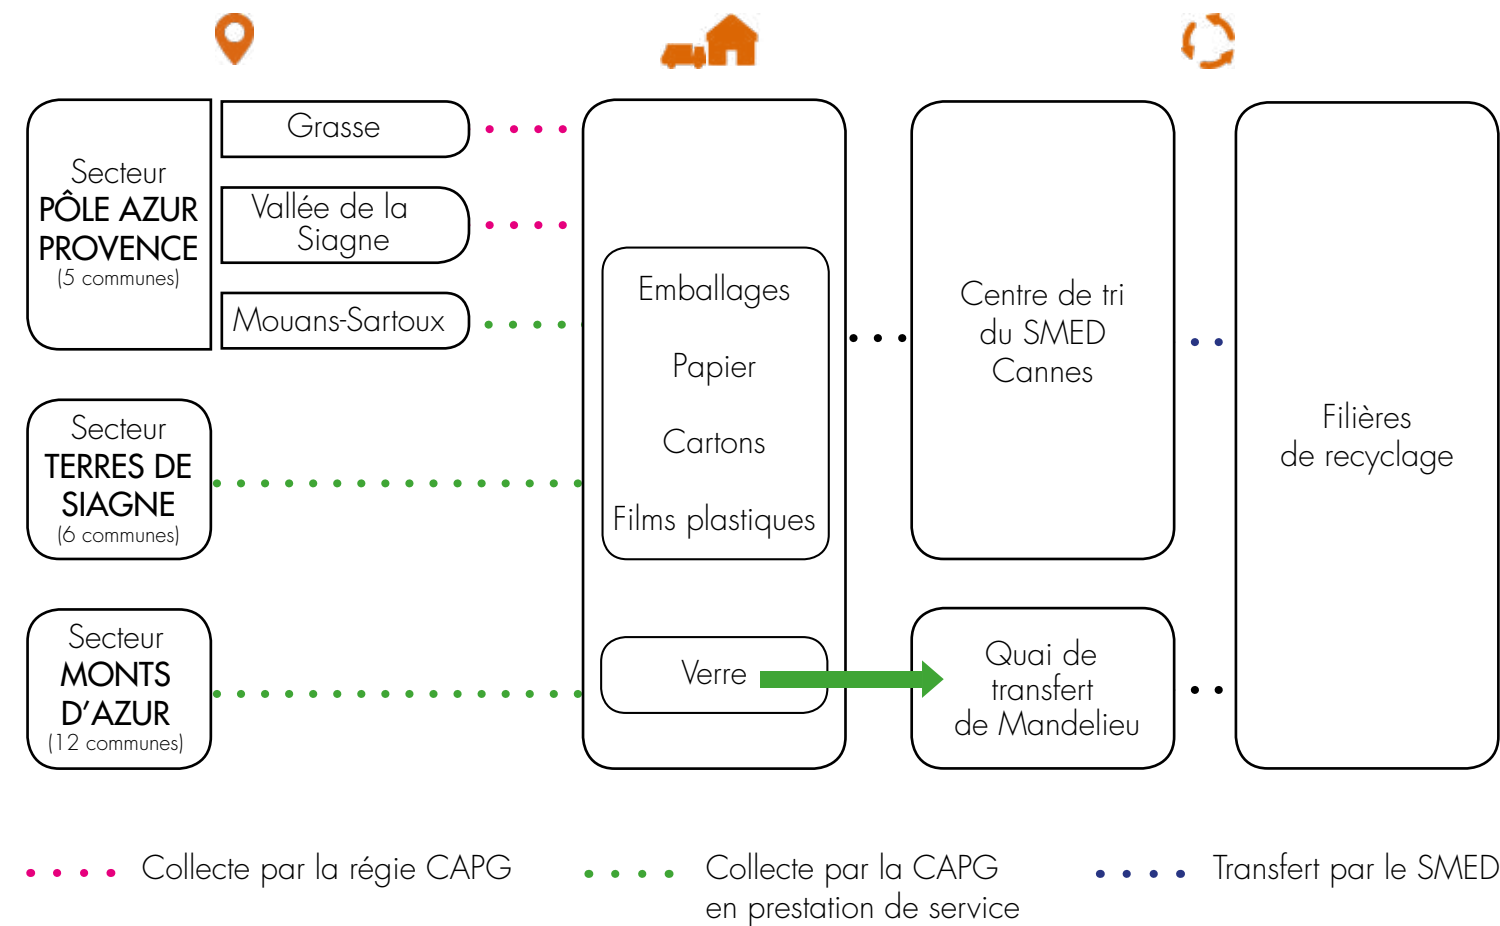 Secteur
PÔLE AZUR
PROVENCE
(5 communes)
Grasse
Vallée de la
Siagne
Mouans-Sartoux
Secteur
TERRES DE
SIAGNE
(6 communes)
Secteur
MONTS
D’AZUR
(12 communes)
Emballages
Papier
Cartons
Films plastiques
Verre
Centre de tri
du SMED
Cannes
Quai de
transfert
de Mandelieu
Filières
de recyclage
Collecte par la régie CAPG
Collecte par la CAPG
en prestation de service
Transfert par le SMED